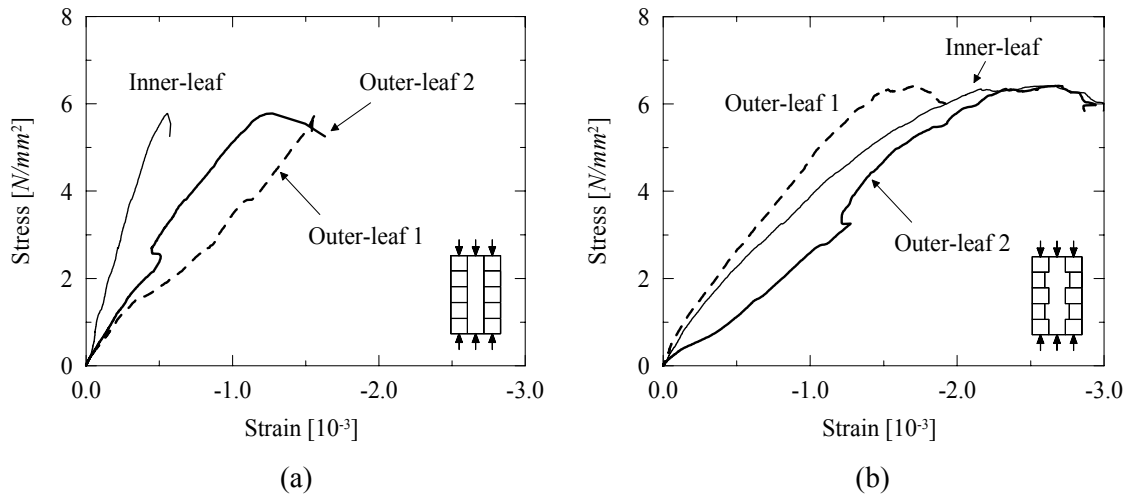 8
6
4
2
0
Stress [N/mm²]
Inner-leaf
Outer-leaf 2
Outer-leaf 1
0.0 -1.0 -2.0 -3.0
Strain [10⁻³]
(a)
8
6
4
2
0
Stress [N/mm²]
Inner-leaf
Outer-leaf 1
Outer-leaf 2
0.0 -1.0 -2.0 -3.0
Strain [10⁻³]
(b)